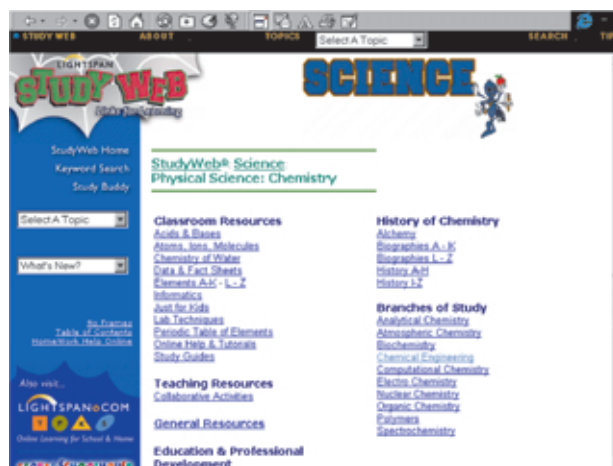 STUDY WEB ABOUT TOPICS Select A Topic SEARCH TIP
LIGHTSPAN
STUDY WEB
Links for Learning
SCIENCE
StudyWeb Home
Keyword Search
Study Buddy
Select A Topic
What's New?
No Frames
Table of Contents
HomeWork Help Online
Also visit...
LIGHTSPAN.COM
Online Learning for School & Home
StudyWeb® Science:
Physical Science: Chemistry
Classroom Resources
Acids & Bases
Atoms, Ions, Molecules
Chemistry of Water
Data & Fact Sheets
Elements A-K - L - Z
Informatics
Just for Kids
Lab Techniques
Periodic Table of Elements
Online Help & Tutorials
Study Guides
Teaching Resources
Collaborative Activities
General Resources
Education & Professional
Development
History of Chemistry
Alchemy
Biographies A - K
Biographies L - Z
History A-H
History I-Z
Branches of Study
Analytical Chemistry
Atmospheric Chemistry
Biochemistry
Chemical Engineering
Computational Chemistry
Electro Chemistry
Nuclear Chemistry
Organic Chemistry
Polymers
Spectrochemistry